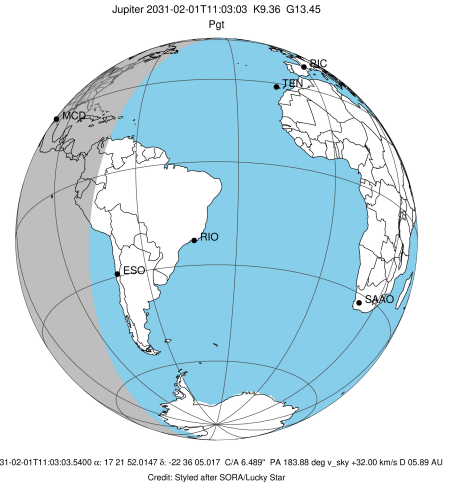 Jupiter 2031-02-01T11:03:03 K9.36 G13.45
Pgt
PIC
TEN
MCD
RIO
ESO
SAAO
31-02-01T11:03:03.5400 α: 17 21 52.0147 δ: -22 36 05.017 C/A 6.489" PA 183.88 deg v_sky +32.00 km/s D 05.89 AU
Credit: Styled after SORA/Lucky Star